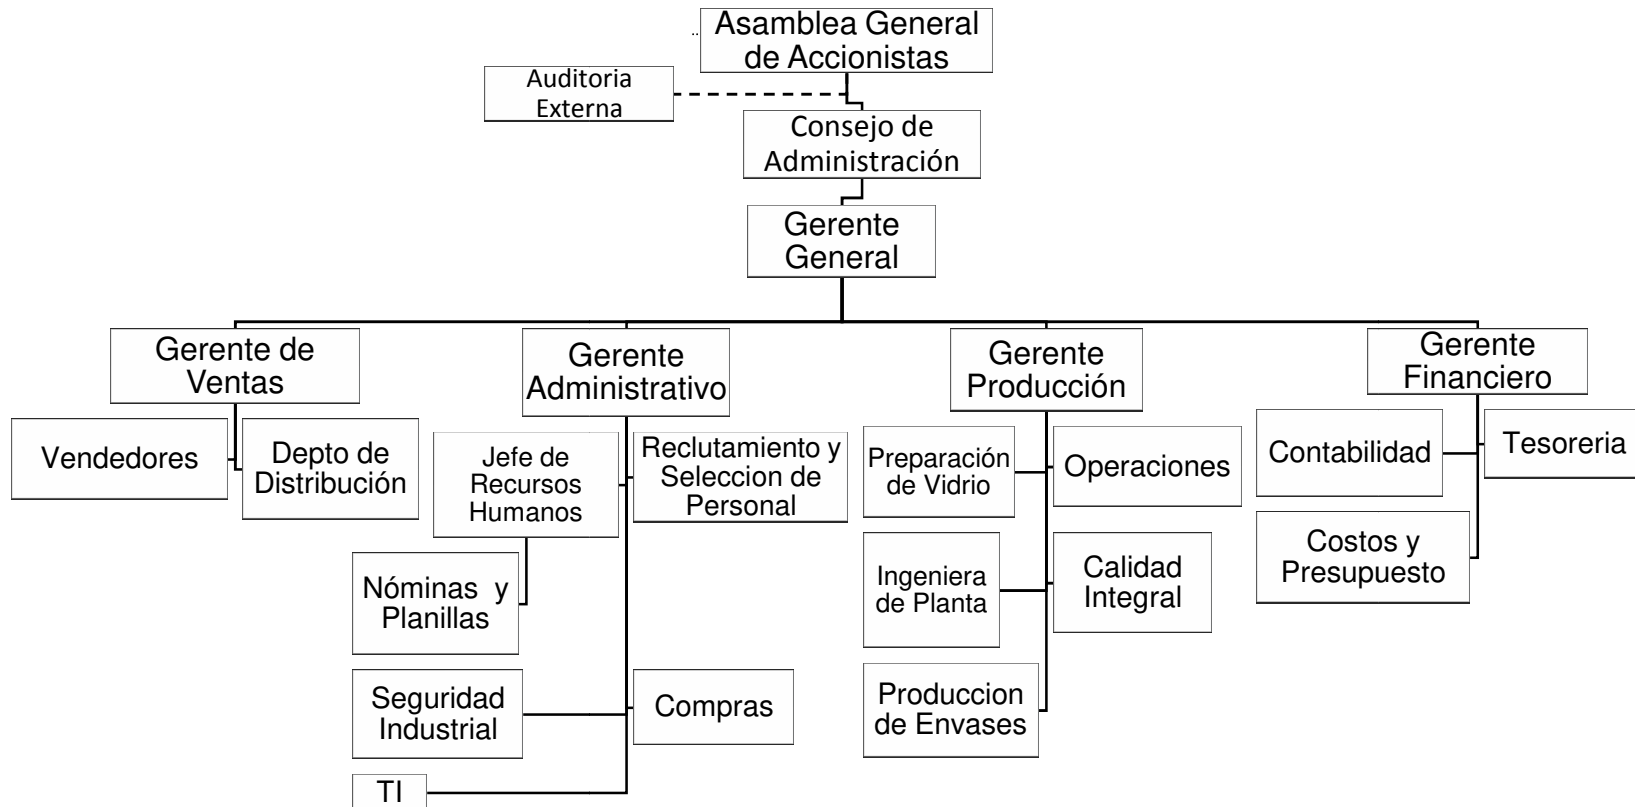 ..
Asamblea General
de Accionistas
Auditoria
Externa
Consejo de
Administración
Gerente
General
Gerente de
Ventas
Gerente
Administrativo
Gerente
Producción
Gerente
Financiero
Vendedores
Depto de
Distribución
Jefe de
Recursos
Humanos
Reclutamiento y
Seleccion de
Personal
Preparación
de Vidrio
Operaciones
Contabilidad
Tesoreria
Nóminas y
Planillas
Ingeniera
de Planta
Calidad
Integral
Costos y
Presupuesto
Seguridad
Industrial
Compras
Produccion
de Envases
TI